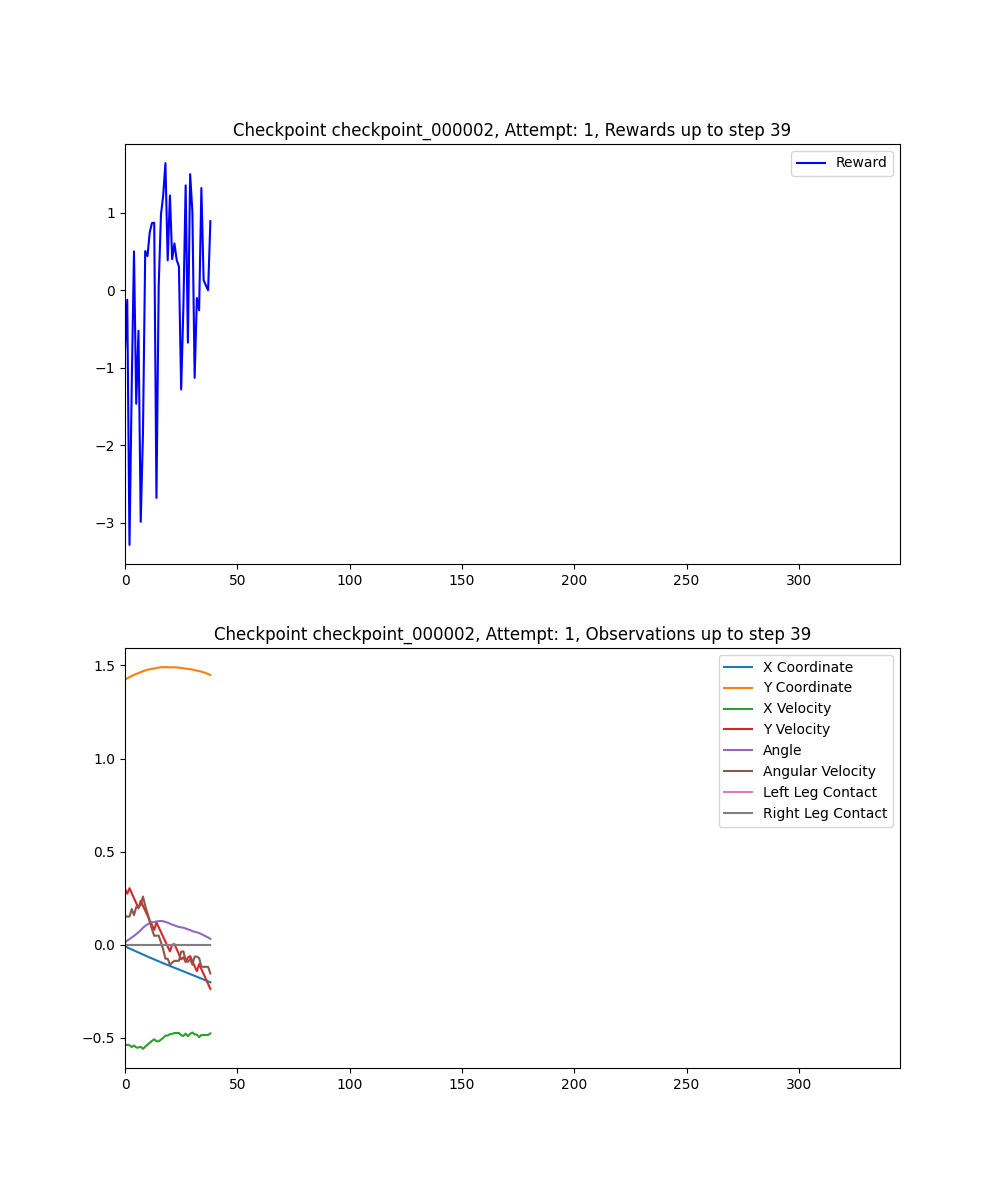 Checkpoint checkpoint_000002, Attempt: 1, Rewards up to step 39
Reward
1
0
−1
−2
−3
0 50 100 150 200 250 300
Checkpoint checkpoint_000002, Attempt: 1, Observations up to step 39
X Coordinate
Y Coordinate
X Velocity
Y Velocity
Angle
Angular Velocity
Left Leg Contact
Right Leg Contact
1.5
1.0
0.5
0.0
−0.5
0 50 100 150 200 250 300